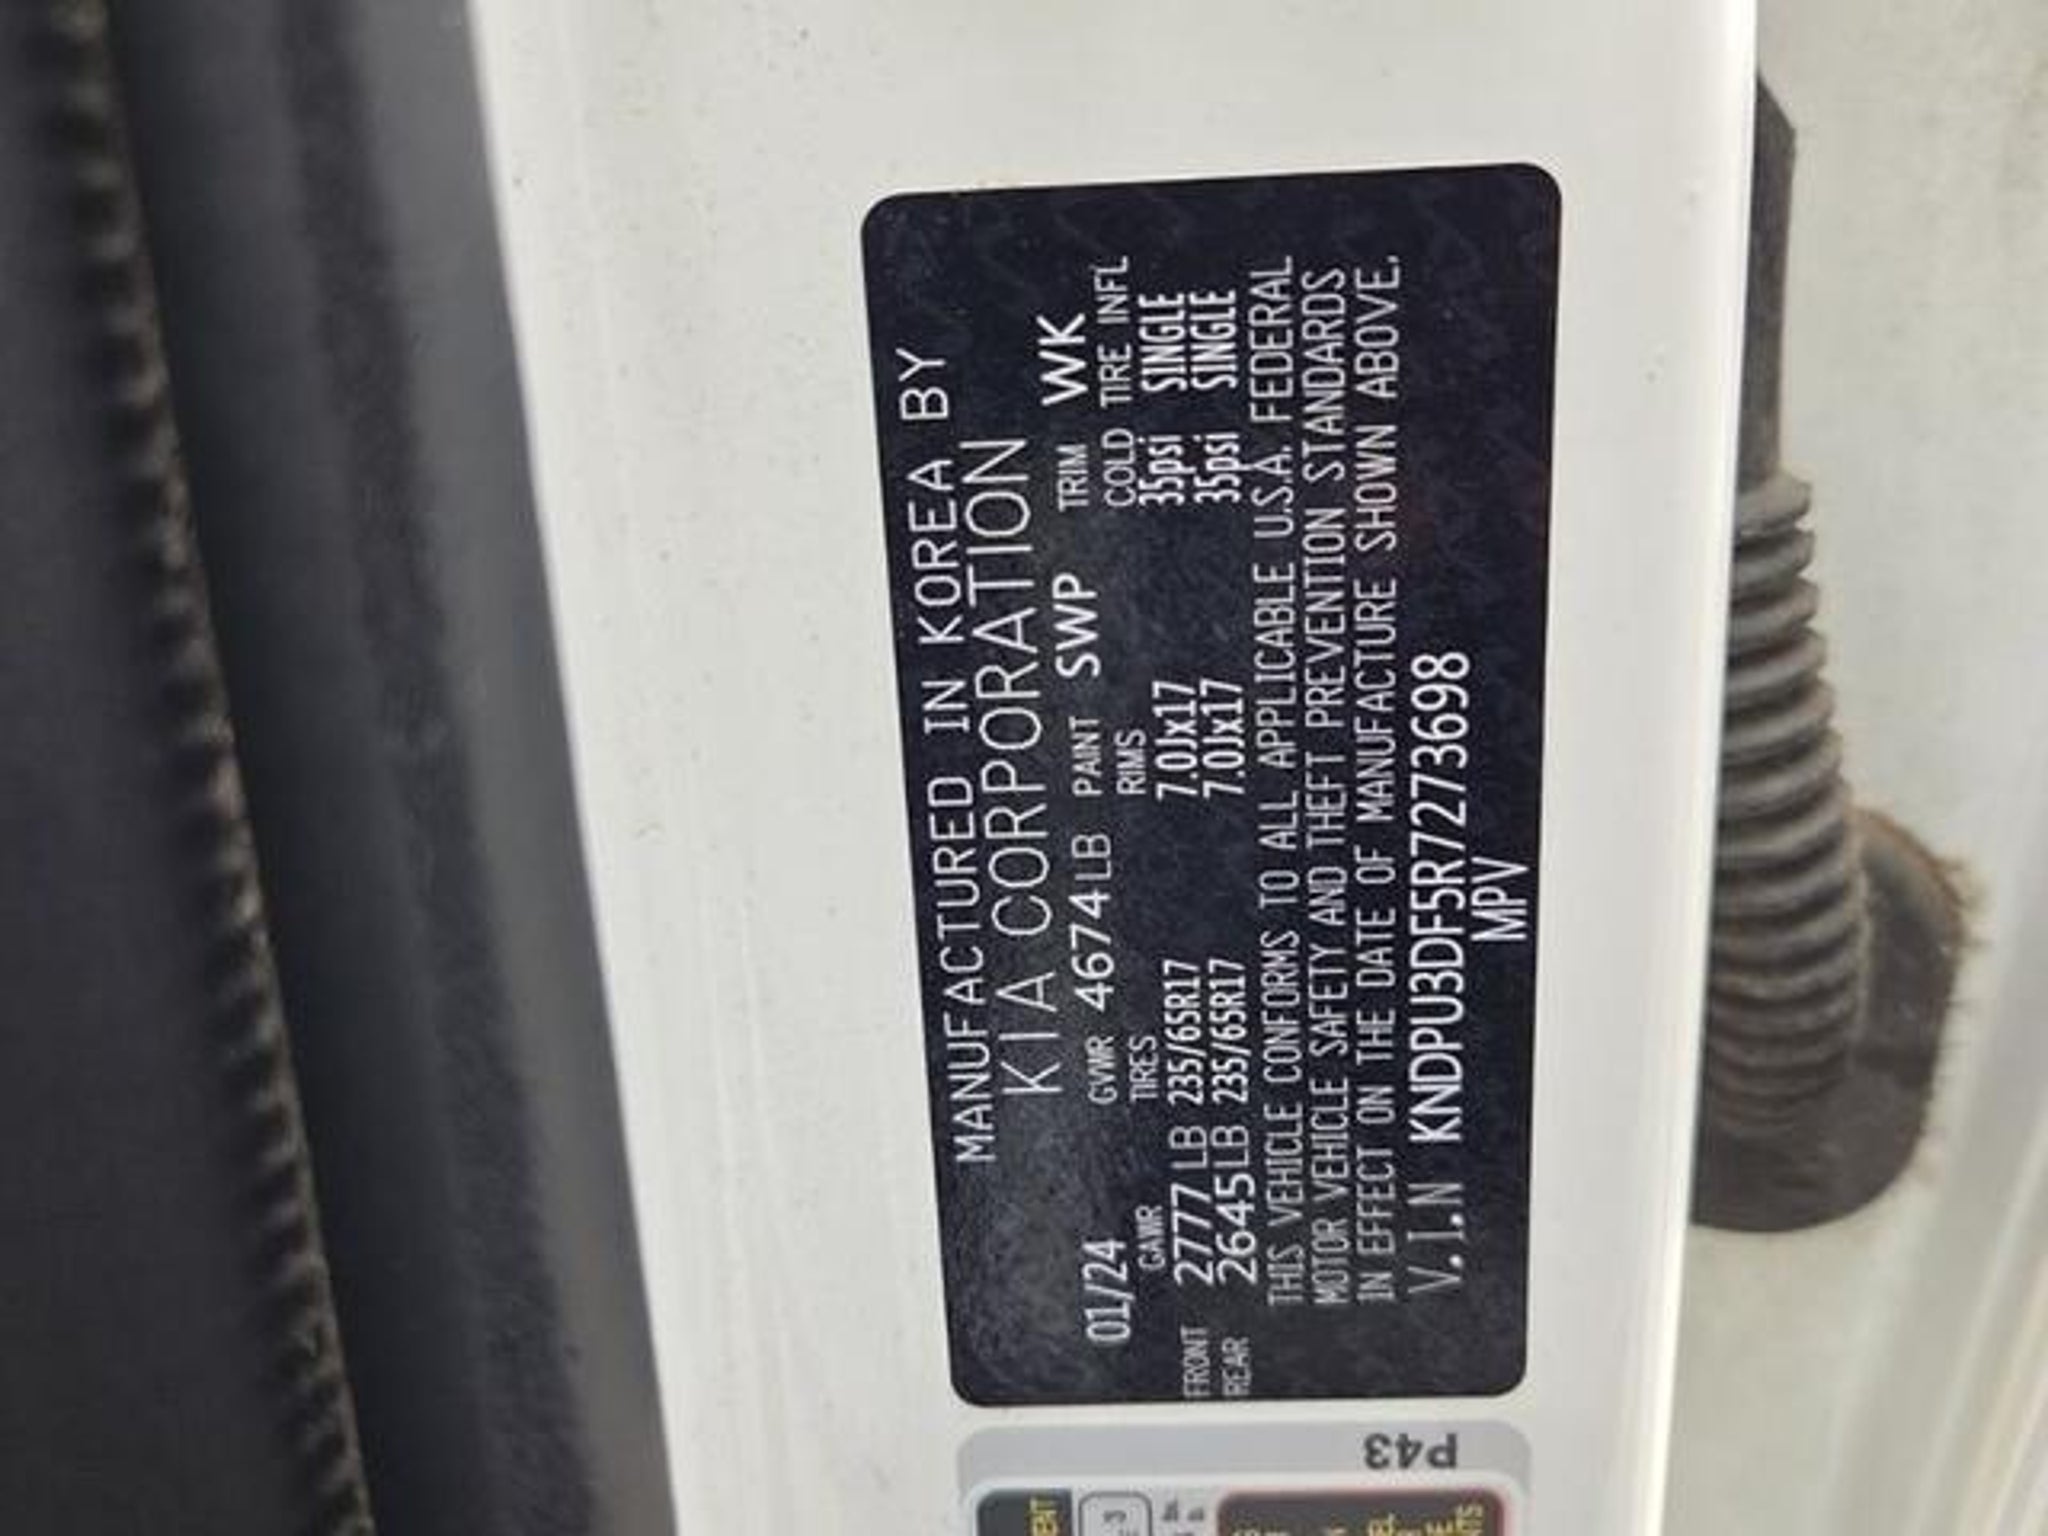 MANUFACTURED IN KOREA BY
KIA CORPORATION
01/24 GVWR 4674LB PAINT SWP TRIM WK
GAWR TIRES RIMS COLD TIRE INFL
FRONT 2777LB 235/65R17 7.0Jx17 35psi SINGLE
REAR 2645LB 235/65R17 7.0Jx17 35psi SINGLE
THIS VEHICLE CONFORMS TO ALL APPLICABLE U.S.A. FEDERAL
MOTOR VEHICLE SAFETY AND THEFT PREVENTION STANDARDS
IN EFFECT ON THE DATE OF MANUFACTURE SHOWN ABOVE.
V.I.N KNDPU3DF5R7273698
MPV
P43